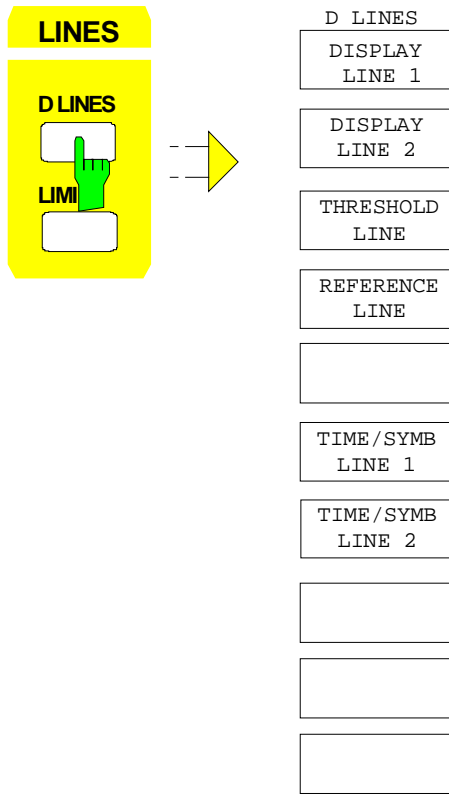 LINES
D LINES
LIMI
D LINES
DISPLAY
LINE 1
DISPLAY
LINE 2
THRESHOLD
LINE
REFERENCE
LINE
TIME/SYMB
LINE 1
TIME/SYMB
LINE 2